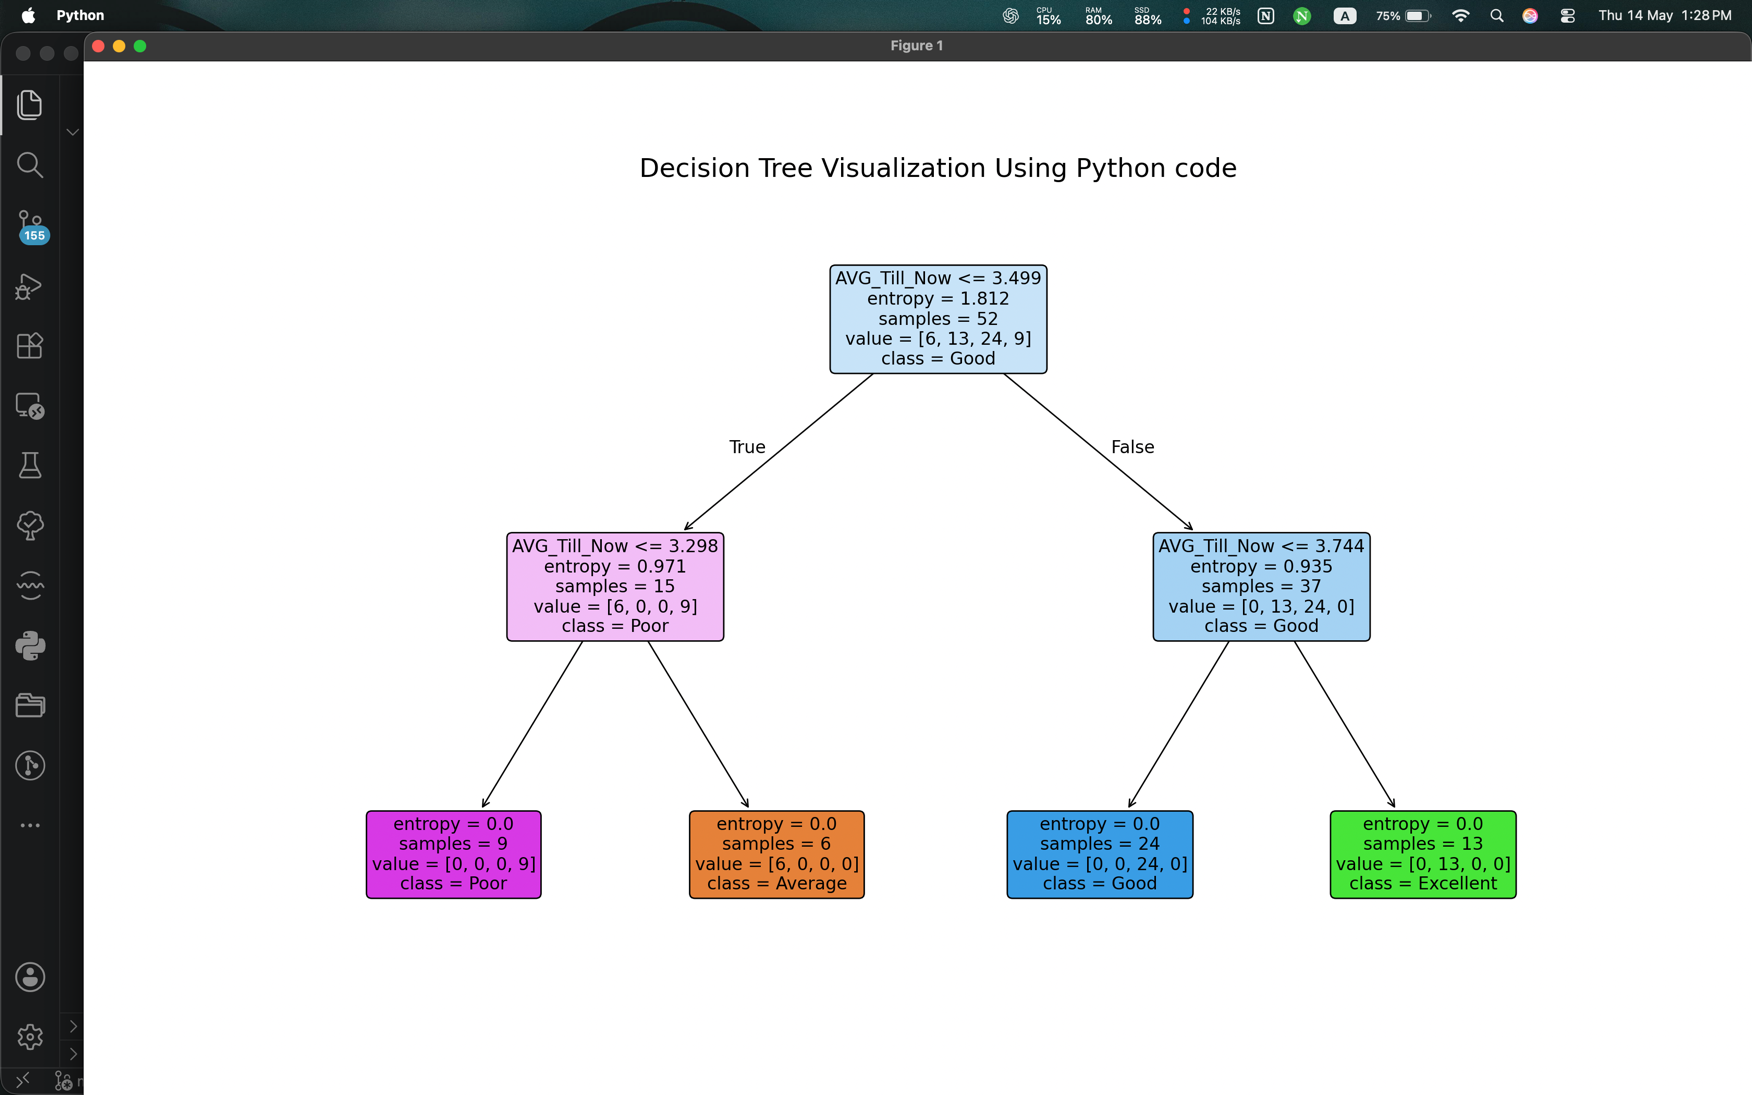 Python
CPU
15%
RAM
80%
SSD
88%
22 KB/s
104 KB/s
N
N
A
75%
Thu 14 May 1:28 PM
Figure 1
155
Decision Tree Visualization Using Python code
AVG_Till_Now <= 3.499
entropy = 1.812
samples = 52
value = [6, 13, 24, 9]
class = Good
True
False
AVG_Till_Now <= 3.298
entropy = 0.971
samples = 15
value = [6, 0, 0, 9]
class = Poor
AVG_Till_Now <= 3.744
entropy = 0.935
samples = 37
value = [0, 13, 24, 0]
class = Good
entropy = 0.0
samples = 9
value = [0, 0, 0, 9]
class = Poor
entropy = 0.0
samples = 6
value = [6, 0, 0, 0]
class = Average
entropy = 0.0
samples = 24
value = [0, 0, 24, 0]
class = Good
entropy = 0.0
samples = 13
value = [0, 13, 0, 0]
class = Excellent